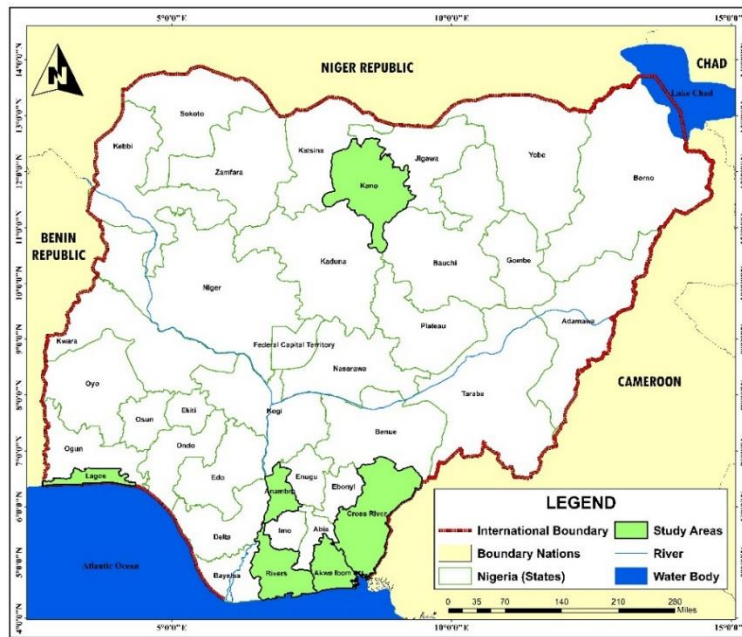 5°0'0"E 10°0'0"E 15°0'0"E
N
NIGER REPUBLIC
CHAD
Lake Chad
Sokoto
Kebbi
Zamfara
Katsina
Jigawa
Yobe
Borno
Kano
BENIN
REPUBLIC
Kaduna
Bauchi
Gombe
Niger
Adamawa
Plateau
Federal Capital Territory
Kwara
Nasarawa
CAMEROON
Oyo
Taraba
Osun
Ekiti
Kogi
Benue
Ogun
Ondo
Lagos
Edo
Anambra
Enugu
Ebonyi
Cross River
Delta
Imo
Abia
Atlantic Ocean
Bayelsa
Rivers
LEGEND
International Boundary Study Areas
Boundary Nations River
Nigeria (States) Water Body
0 35 70 140 210 280
Miles
5°0'0"E 10°0'0"E 15°0'0"E